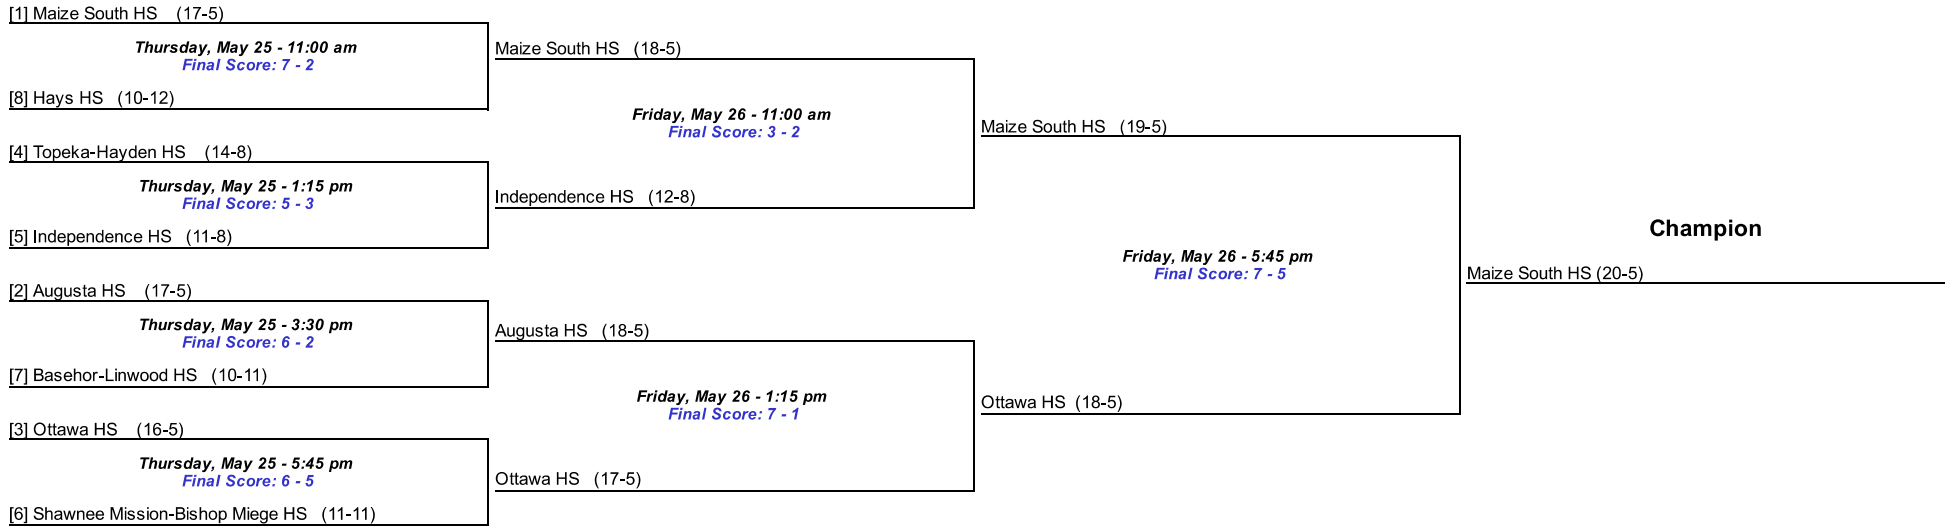 [1] Maize South HS (17-5)
Thursday, May 25 - 11:00 am
Final Score: 7 - 2
[8] Hays HS (10-12)
[4] Topeka-Hayden HS (14-8)
Thursday, May 25 - 1:15 pm
Final Score: 5 - 3
[5] Independence HS (11-8)
[2] Augusta HS (17-5)
Thursday, May 25 - 3:30 pm
Final Score: 6 - 2
[7] Basehor-Linwood HS (10-11)
[3] Ottawa HS (16-5)
Thursday, May 25 - 5:45 pm
Final Score: 6 - 5
[6] Shawnee Mission-Bishop Miege HS (11-11)
Maize South HS (18-5)
Friday, May 26 - 11:00 am
Final Score: 3 - 2
Independence HS (12-8)
Augusta HS (18-5)
Friday, May 26 - 1:15 pm
Final Score: 7 - 1
Ottawa HS (17-5)
Maize South HS (19-5)
Friday, May 26 - 5:45 pm
Final Score: 7 - 5
Ottawa HS (18-5)
Champion
Maize South HS (20-5)